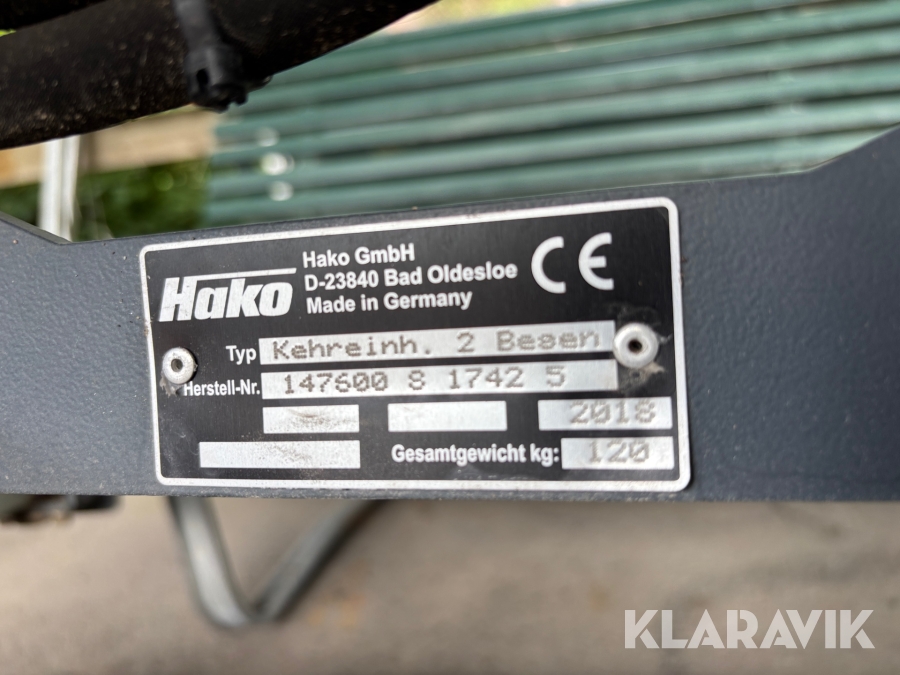 Hako
Hako GmbH
D-23840 Bad Oldesloe
Made in Germany
CE
Typ Kehreinh. 2 Besen
Herstell-Nr. 147600 8 1742 5
2018
Gesamtgewicht kg: 120
KLARAVIK